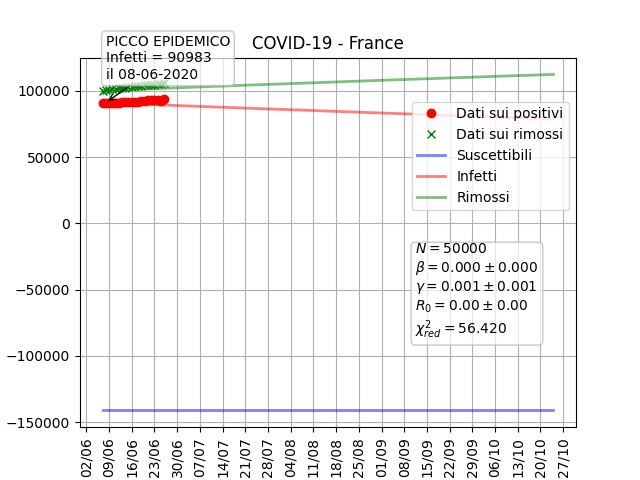 COVID-19 - France
PICCO EPIDEMICO
Infetti = 90983
il 08-06-2020
100000
50000
0
−50000
−100000
−150000
Dati sui positivi
Dati sui rimossi
Suscettibili
Infetti
Rimossi
N = 50000
β = 0.000 ± 0.000
γ = 0.001 ± 0.001
R₀ = 0.00 ± 0.00
χ²red = 56.420
02/06
09/06
16/06
23/06
30/06
07/07
14/07
21/07
28/07
04/08
11/08
18/08
25/08
01/09
08/09
15/09
22/09
29/09
06/10
13/10
20/10
27/10